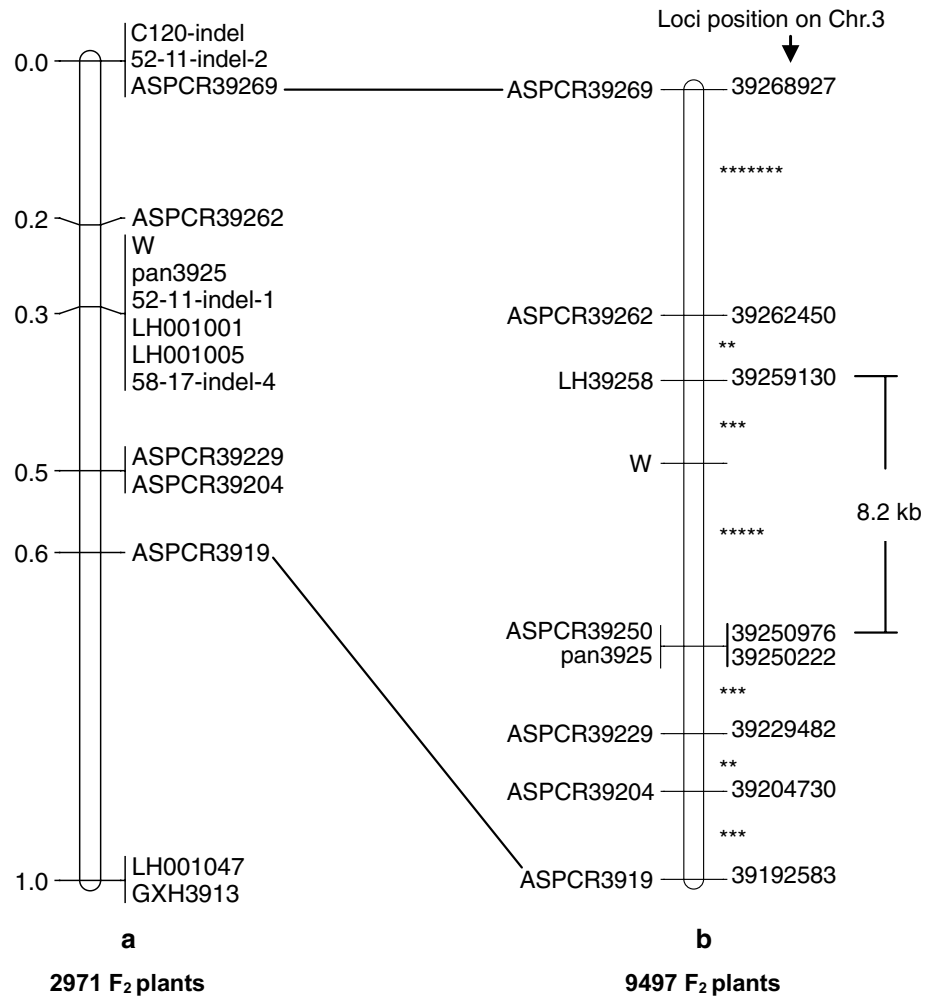 Loci position on Chr.3
0.0
C120-indel
52-11-indel-2
ASPCR39269
0.2
ASPCR39262
W
pan3925
0.3
52-11-indel-1
LH001001
LH001005
58-17-indel-4
0.5
ASPCR39229
ASPCR39204
0.6
ASPCR3919
1.0
LH001047
GXH3913
a
2971 F2 plants
ASPCR39269 39268927
*******
ASPCR39262 39262450
**
LH39258 39259130
***
W
8.2 kb
*****
ASPCR39250 39250976
pan3925 39250222
***
ASPCR39229 39229482
**
ASPCR39204 39204730
***
ASPCR3919 39192583
b
9497 F2 plants